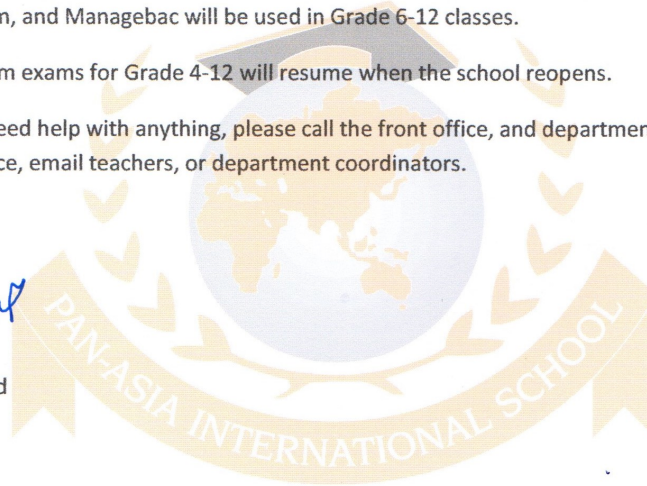 m, and Managebac will be used in Grade 6-12 classes.
m exams for Grade 4-12 will resume when the school reopens.
eed help with anything, please call the front office, and departmen
ce, email teachers, or department coordinators.
d
PAN-ASIA INTERNATIONAL SCHOOL